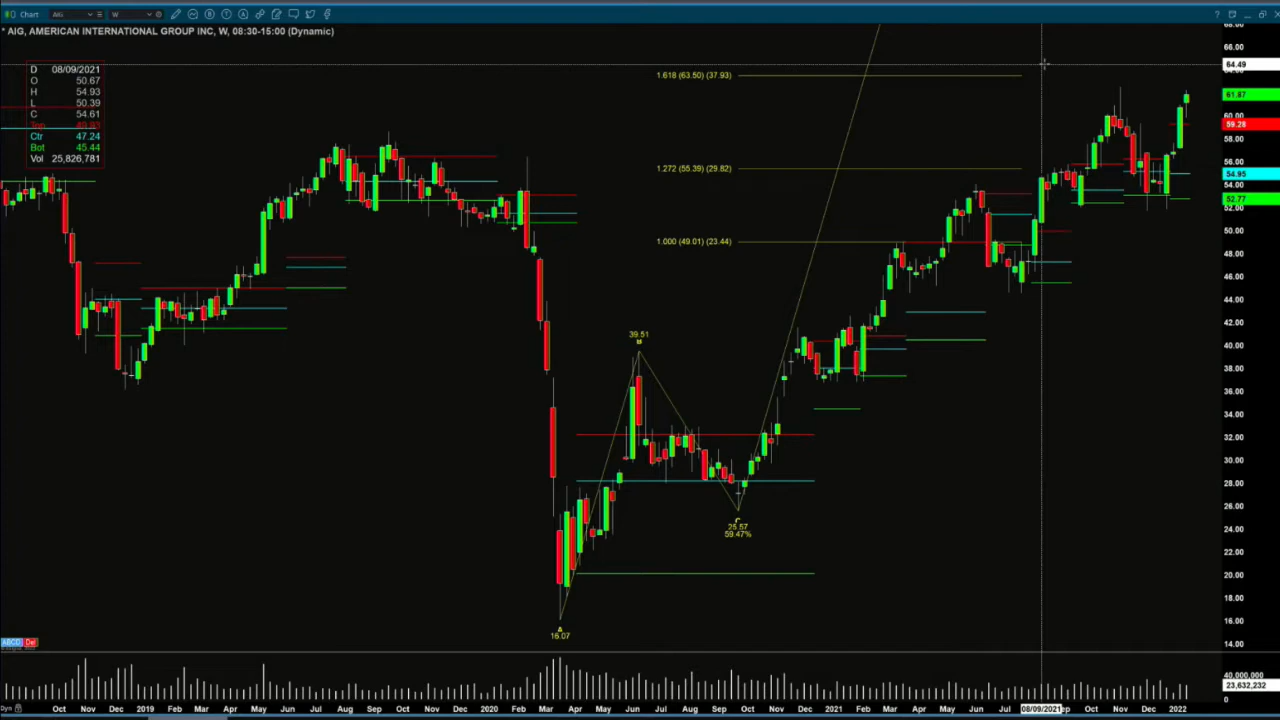 Chart AIG W
* AIG, AMERICAN INTERNATIONAL GROUP INC, W, 08:30-15:00 (Dynamic)
D 08/09/2021
O 50.67
H 54.93
L 50.39
C 54.61
Ctr 47.24
Bot 45.44
Vol 25,826,781
1.618 (63.50) (37.93)
1.272 (55.39) (29.82)
1.000 (49.01) (23.44)
39.51
B
C
25.57
59.47%
A
16.07
68.00
66.00
64.49
64.00
61.87
60.00
59.28
58.00
56.00
54.95
54.00
52.77
52.00
50.00
48.00
46.00
44.00
42.00
40.00
38.00
36.00
34.00
32.00
30.00
28.00
26.00
24.00
22.00
20.00
18.00
16.00
14.00
ABCD Del
40,000,000
23,632,232
0
Dyn Oct Nov Dec 2019 Feb Mar Apr May Jun Jul Aug Sep Oct Nov Dec 2020 Feb Mar Apr May Jun Jul Aug Sep Oct Nov Dec 2021 Feb Mar Apr May Jun Jul 08/09/2021 ep Oct Nov Dec 2022